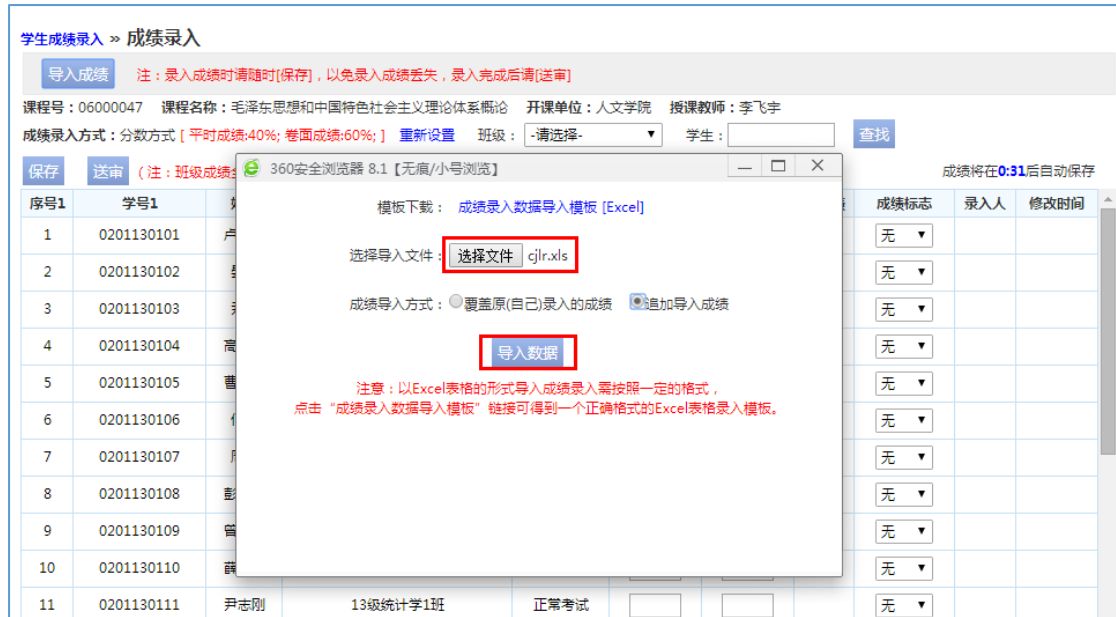 学生成绩录入 » 成绩录入
导入成绩 注：录入成绩时请随时[保存]，以免录入成绩丢失，录入完成后请[送审]
课程号：06000047 课程名称：毛泽东思想和中国特色社会主义理论体系概论 开课单位：人文学院 授课教师：李飞宇
成绩录入方式：分数方式 [ 平时成绩:40%; 卷面成绩:60%; ] 重新设置 班级： -请选择- 学生： 查找
保存 送审 (注：班级成绩 成绩将在0:31后自动保存
360安全浏览器 8.1【无痕/小号浏览】
模板下载： 成绩录入数据导入模板 [Excel]
选择导入文件： 选择文件 cjlr.xls
成绩导入方式： 覆盖原(自己)录入的成绩 追加导入成绩
导入数据
注意：以Excel表格的形式导入成绩录入需按照一定的格式，
点击“成绩录入数据导入模板”链接可得到一个正确格式的Excel表格录入模板。
序号1 学号1 成绩标志 录入人 修改时间
1 0201130101 无
2 0201130102 无
3 0201130103 无
4 0201130104 高 无
5 0201130105 曹 无
6 0201130106 无
7 0201130107 无
8 0201130108 彭 无
9 0201130109 曾 无
10 0201130110 薛 无
11 0201130111 尹志刚 13级统计学1班 正常考试 无